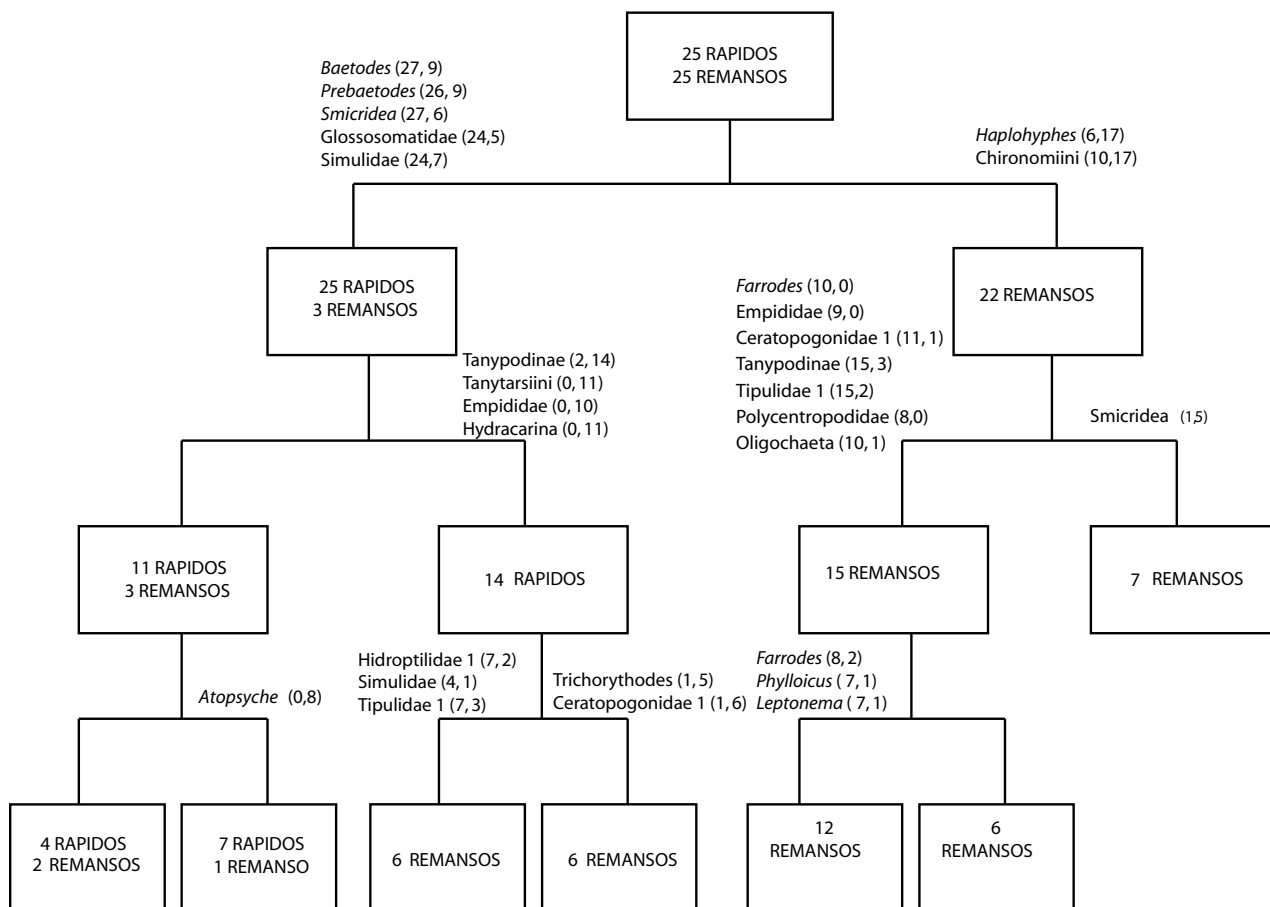 25 RAPIDOS
25 REMANSOS
Baetodes (27, 9)
Prebaetodes (26, 9)
Smicridea (27, 6)
Glossosomatidae (24,5)
Simulidae (24,7)
Haplohyphes (6,17)
Chironomiini (10,17)
25 RAPIDOS
3 REMANSOS
22 REMANSOS
Tanypodinae (2, 14)
Tanytarsiini (0, 11)
Empididae (0, 10)
Hydracarina (0, 11)
Farrodes (10, 0)
Empididae (9, 0)
Ceratopogonidae 1 (11, 1)
Tanypodinae (15, 3)
Tipulidae 1 (15,2)
Polycentropodidae (8,0)
Oligochaeta (10, 1)
Smicridea (1,5)
11 RAPIDOS
3 REMANSOS
14 RAPIDOS
15 REMANSOS
7 REMANSOS
Atopsyche (0,8)
Hidroptilidae 1 (7, 2)
Simulidae (4, 1)
Tipulidae 1 (7, 3)
Trichorythodes (1, 5)
Ceratopogonidae 1 (1, 6)
Farrodes (8, 2)
Phylloicus ( 7, 1)
Leptonema ( 7, 1)
4 RAPIDOS
2 REMANSOS
7 RAPIDOS
1 REMANSO
6 REMANSOS
6 REMANSOS
12
REMANSOS
6
REMANSOS